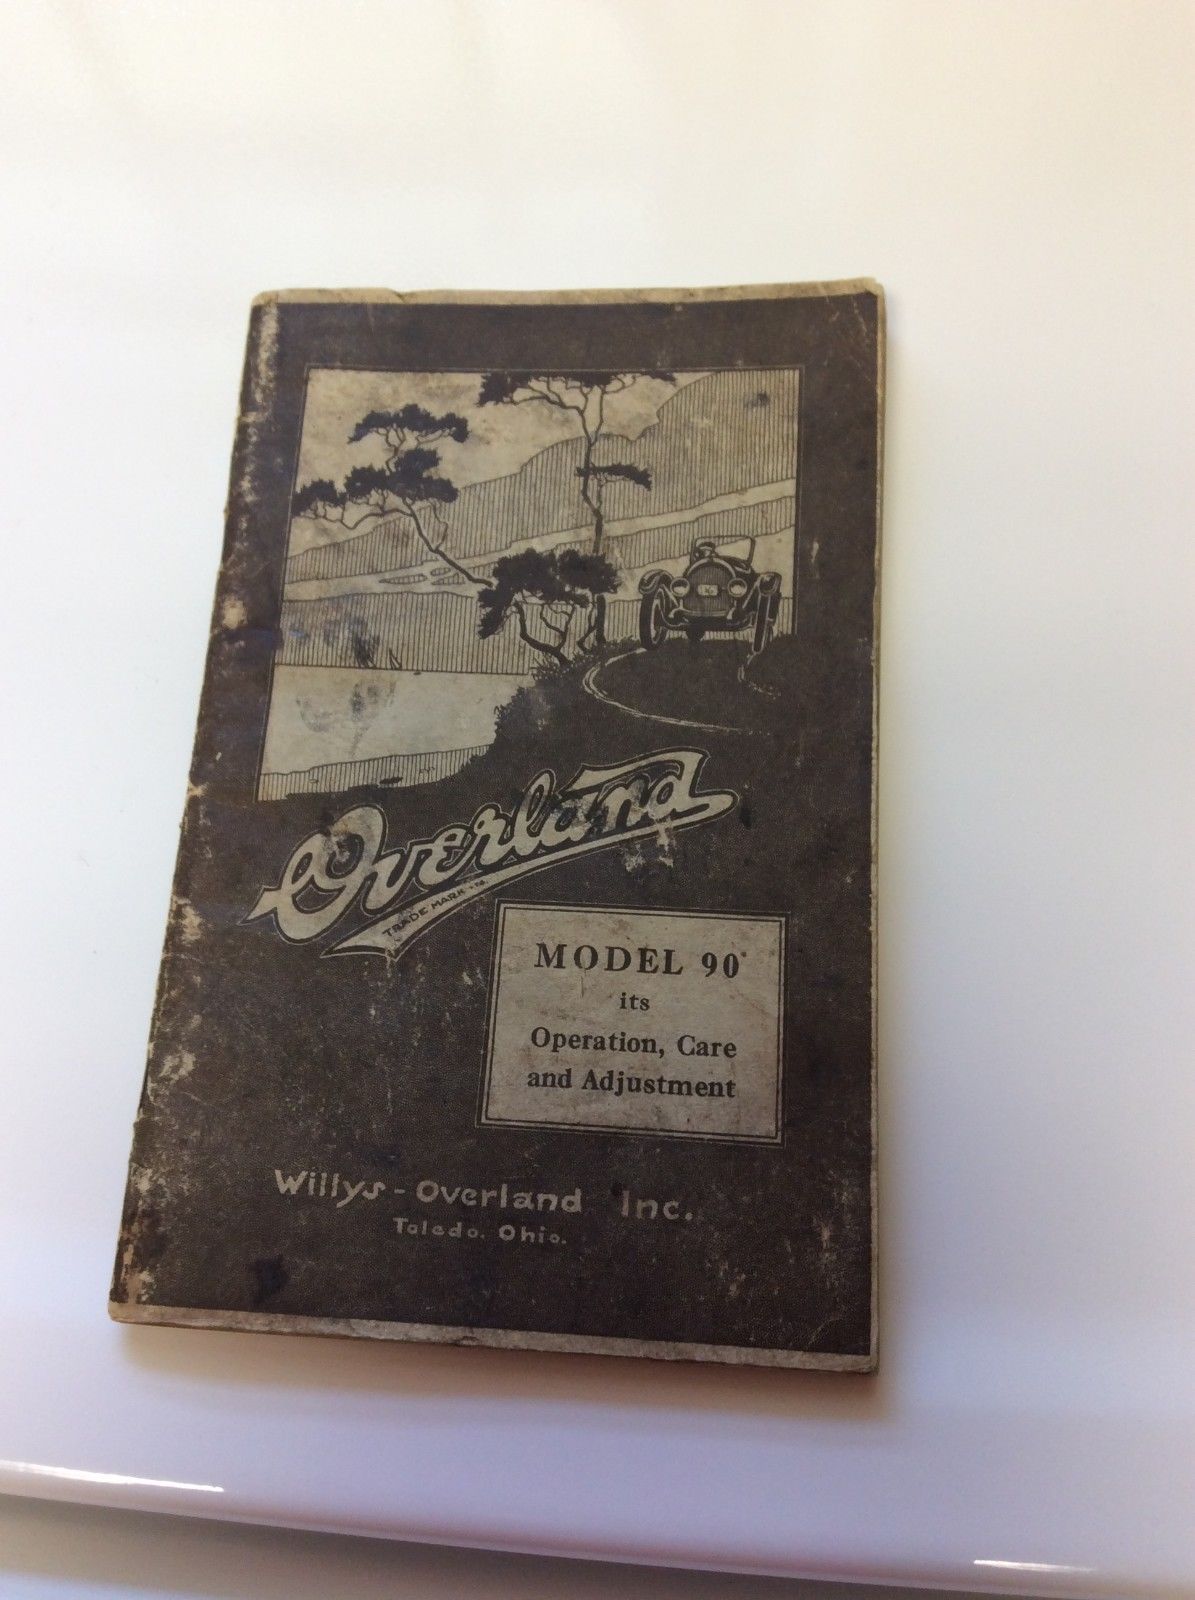 Overland
TRADE MARK
MODEL 90
its
Operation, Care
and Adjustment
Willys-Overland Inc.
Toledo. Ohio.